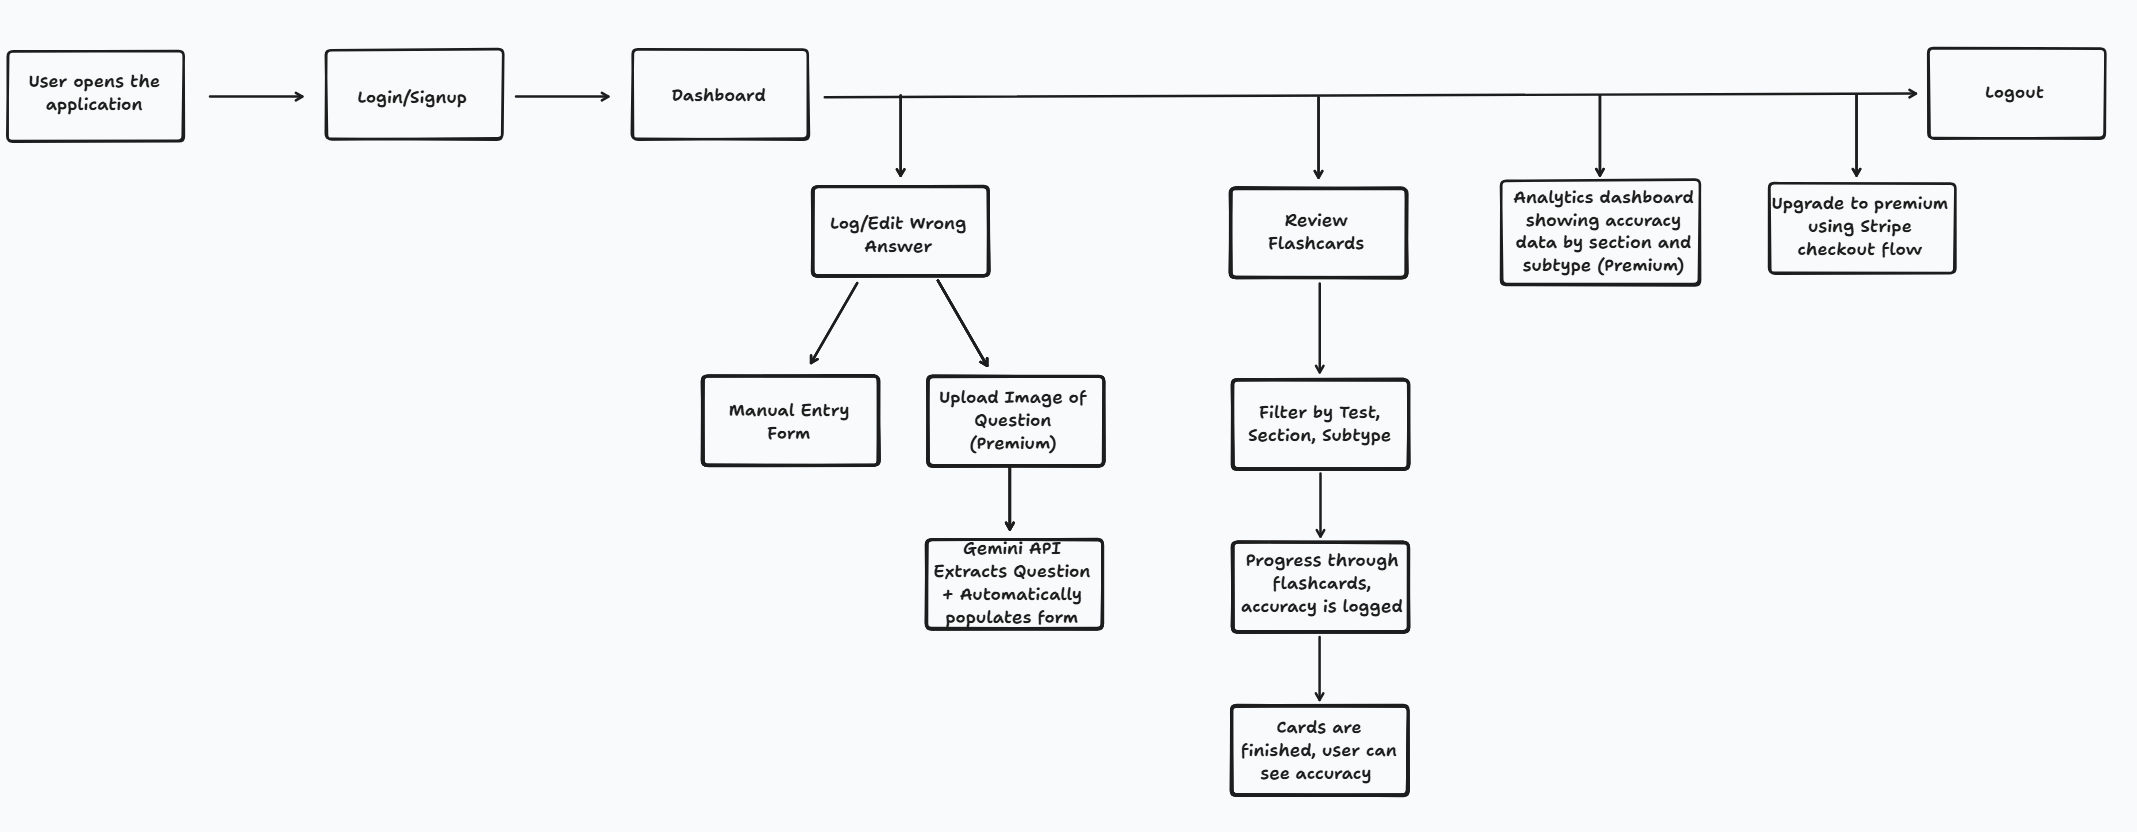 User opens the
application
Login/Signup
Dashboard
Logout
Log/Edit Wrong
Answer
Manual Entry
Form
Upload Image of
Question
(Premium)
Gemini API
Extracts Question
+ Automatically
populates form
Review
Flashcards
Filter by Test,
Section, Subtype
Progress through
flashcards,
accuracy is logged
Cards are
finished, user can
see accuracy
Analytics dashboard
showing accuracy
data by section and
subtype (Premium)
Upgrade to premium
using Stripe
checkout flow